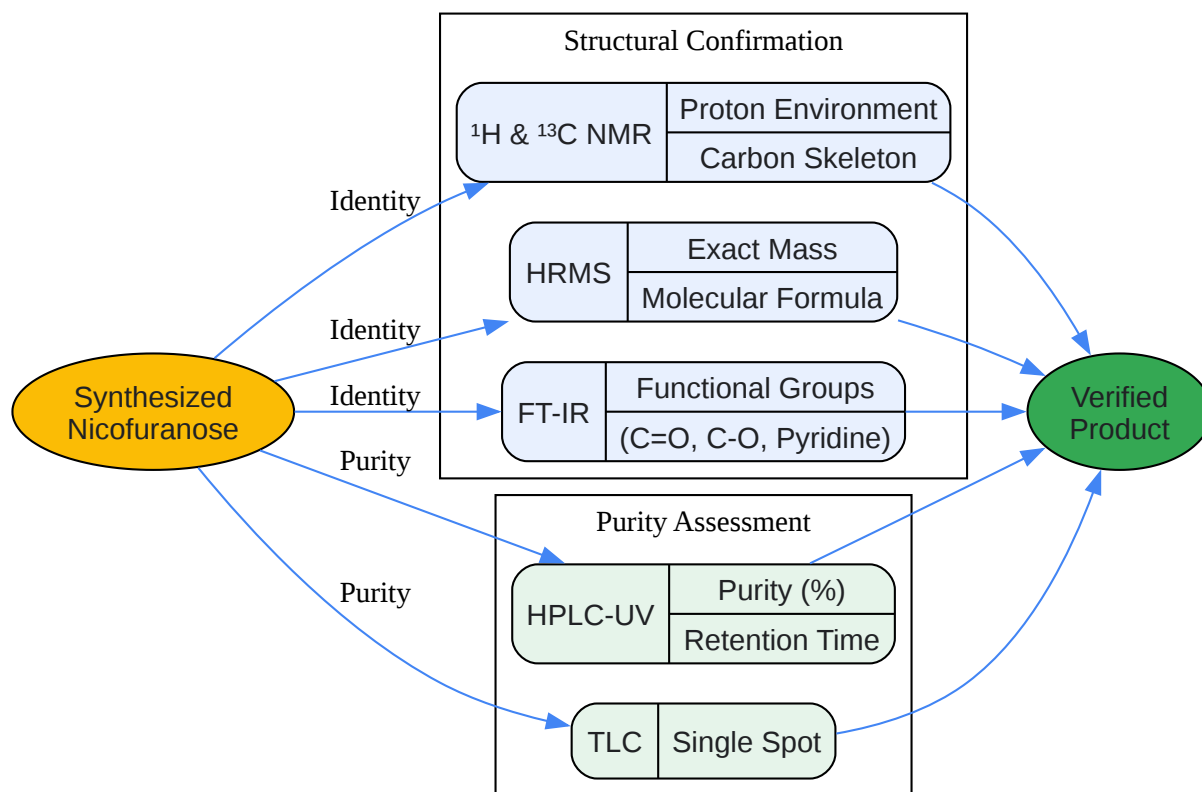 Structural Confirmation
¹H & ¹³C NMR
Proton Environment
Carbon Skeleton
Identity
HRMS
Exact Mass
Molecular Formula
Identity
Synthesized
Nicofuranose
Identity
FT-IR
Functional Groups
(C=O, C-O, Pyridine)
Verified
Product
Purity
Purity Assessment
HPLC-UV
Purity (%)
Retention Time
Purity
TLC
Single Spot